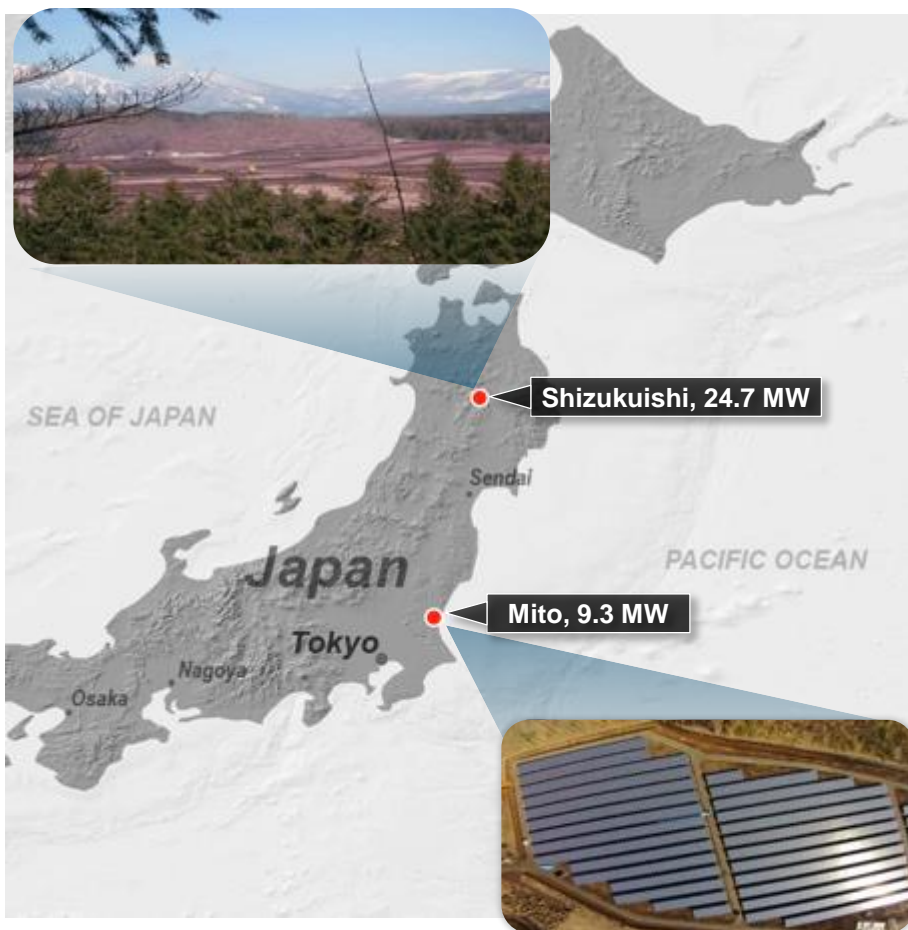 Shizukuishi, 24.7 MW
SEA OF JAPAN
Sendai
PACIFIC OCEAN
Japan
Mito, 9.3 MW
Tokyo
Nagoya
Osaka